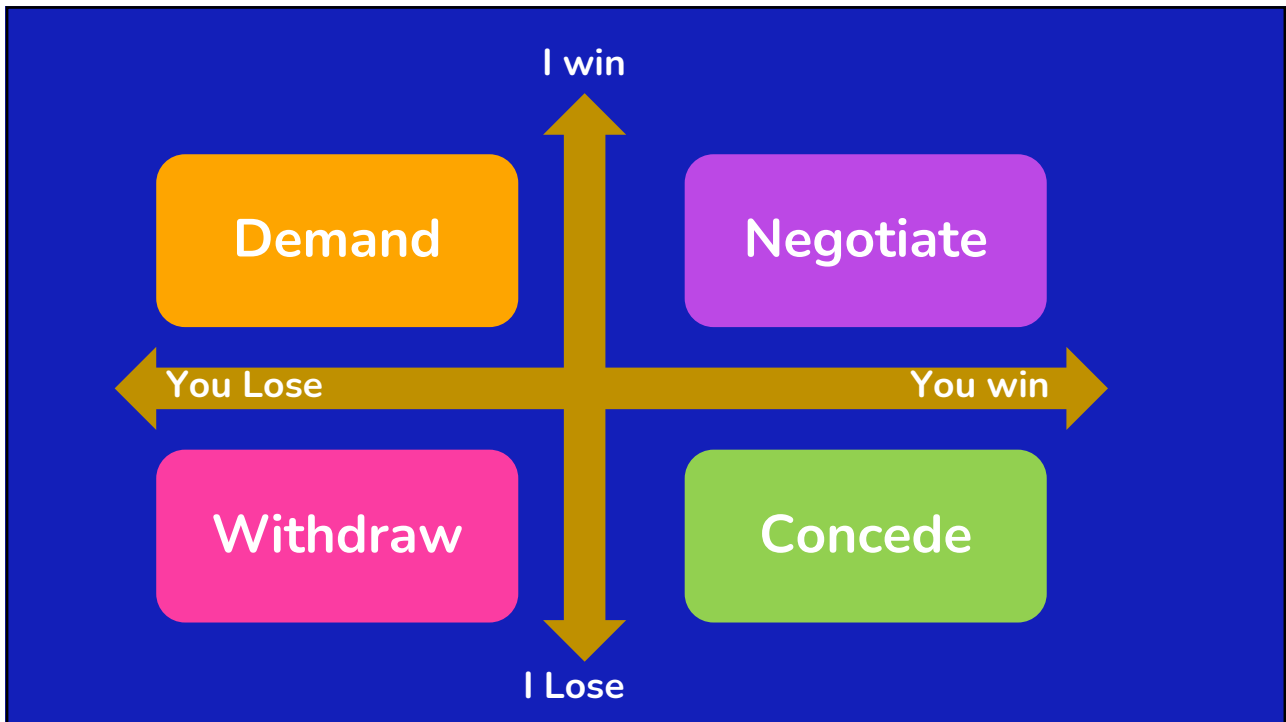 I win
Demand
Negotiate
You Lose
You win
Withdraw
Concede
I Lose